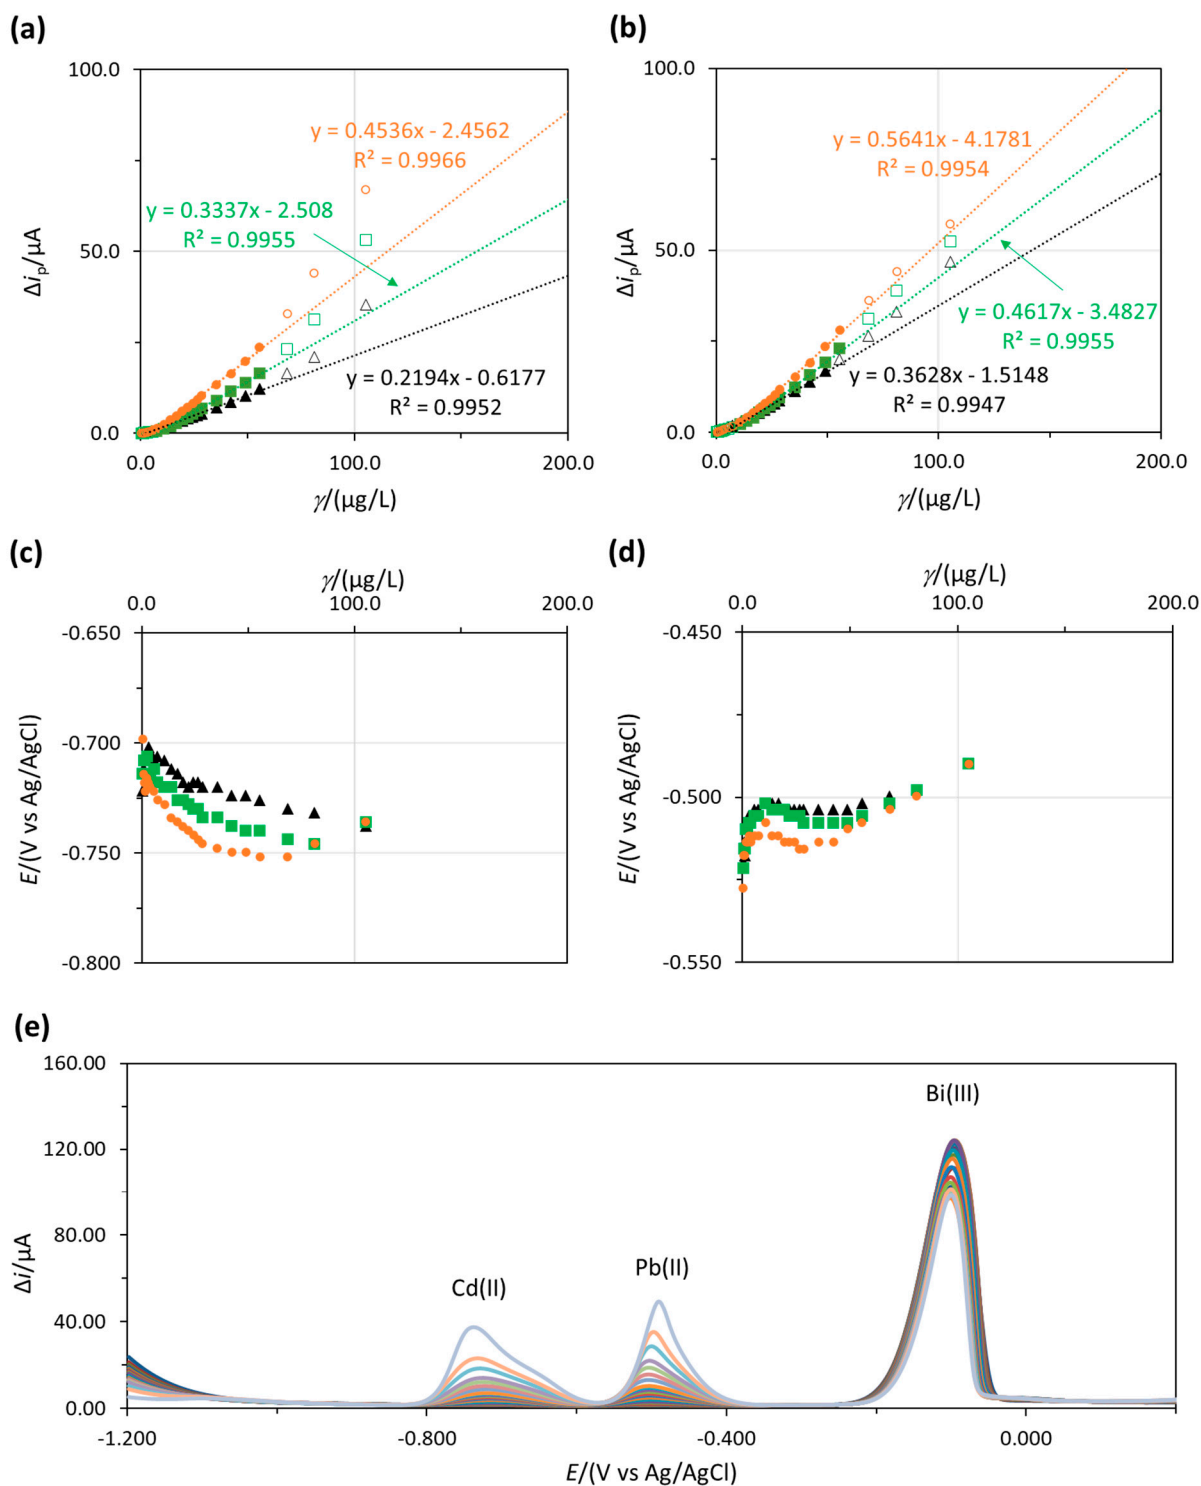 (a)
100.0
50.0
0.0
Δiₚ/µA
y = 0.4536x - 2.4562
R² = 0.9966
y = 0.3337x - 2.508
R² = 0.9955
y = 0.2194x - 0.6177
R² = 0.9952
0.0
100.0
200.0
γ/(µg/L)
(b)
100.0
50.0
0.0
Δiₚ/µA
y = 0.5641x - 4.1781
R² = 0.9954
y = 0.4617x - 3.4827
R² = 0.9955
y = 0.3628x - 1.5148
R² = 0.9947
0.0
100.0
200.0
γ/(µg/L)
(c)
γ/(µg/L)
0.0
100.0
200.0
-0.650
-0.700
-0.750
-0.800
E/(V vs Ag/AgCl)
(d)
γ/(µg/L)
0.0
100.0
200.0
-0.450
-0.500
-0.550
E/(V vs Ag/AgCl)
(e)
160.00
120.00
80.00
40.00
0.00
Δi/µA
Cd(II)
Pb(II)
Bi(III)
-1.200
-0.800
-0.400
0.000
E/(V vs Ag/AgCl)